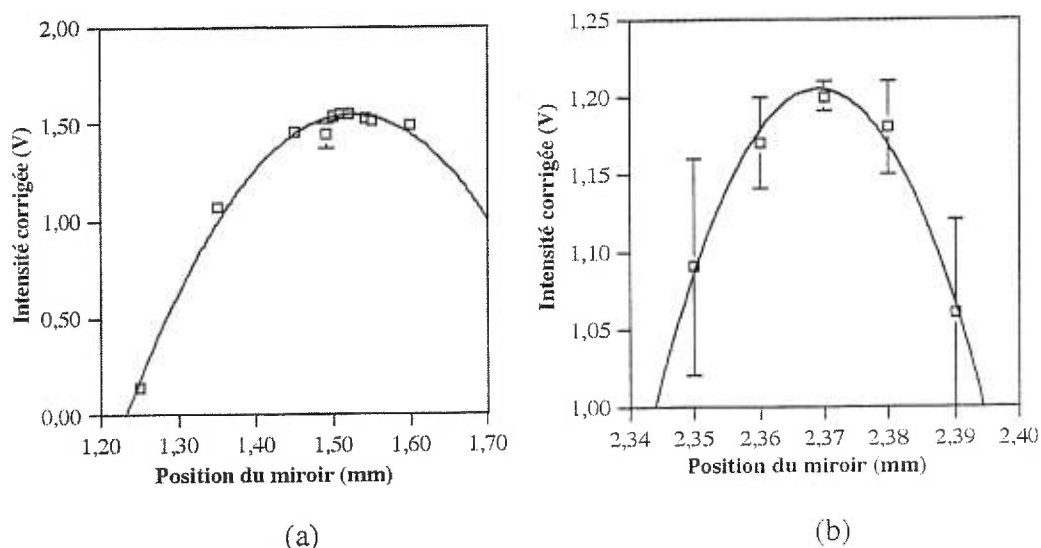 2,00
1,50
1,00
0,50
0,00
Intensité corrigée (V)
1,20 1,30 1,40 1,50 1,60 1,70
Position du miroir (mm)
(a)
1,25
1,20
1,15
1,10
1,05
1,00
Intensité corrigée (V)
2,34 2,35 2,36 2,37 2,38 2,39 2,40
Position du miroir (mm)
(b)